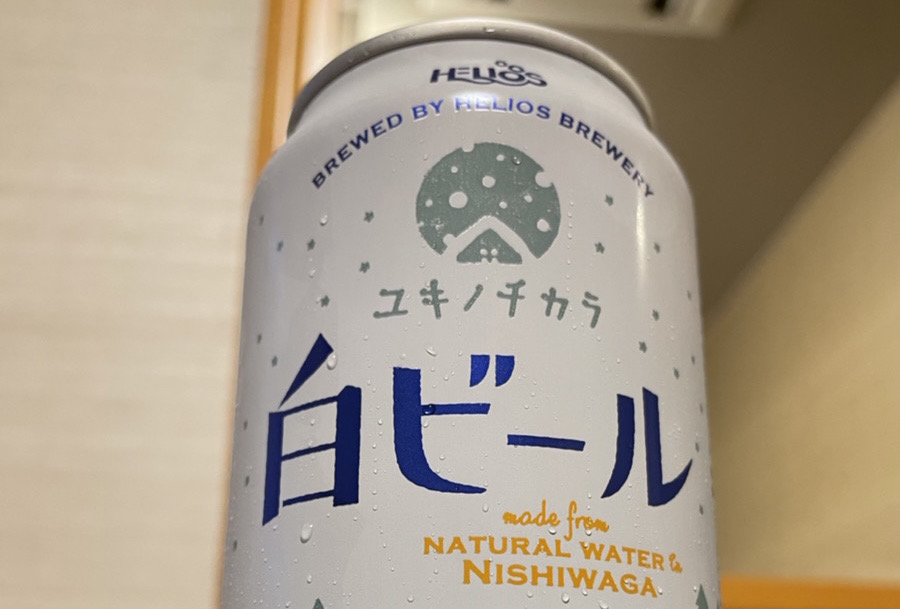 HELIOS
BREWED BY HELIOS BREWERY
ユキノチカラ
白ビール
made from
NATURAL WATER in
NISHIWAGA